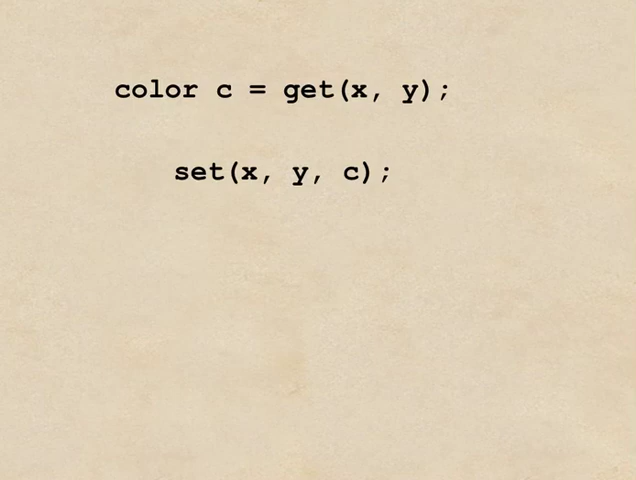 color c = get(x, y);
set(x, y, c);